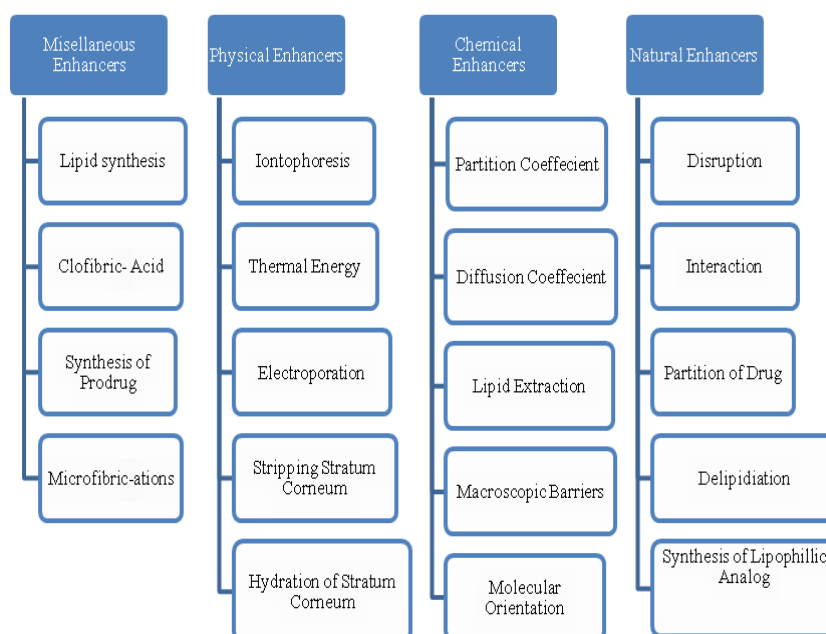 Misellaneous
Enhancers
Lipid synthesis
Clofibric- Acid
Synthesis of
Prodrug
Microfibric-ations
Physical Enhancers
Iontophoresis
Thermal Energy
Electroporation
Stripping Stratum
Corneum
Hydration of Stratum
Corneum
Chemical
Enhancers
Partition Coeffecient
Diffusion Coeffecient
Lipid Extraction
Macroscopic Barriers
Molecular
Orientation
Natural Enhancers
Disruption
Interaction
Partition of Drug
Delipidiation
Synthesis of Lipophillic
Analog